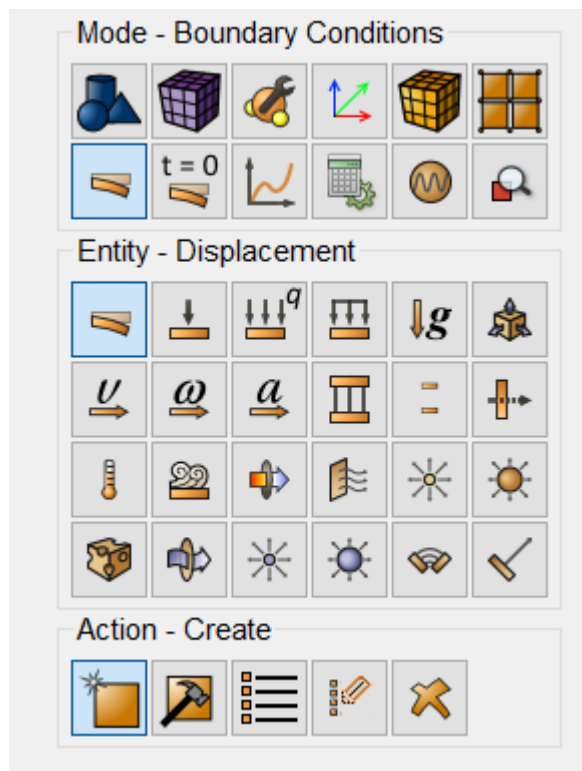 Mode - Boundary Conditions
t = 0
Entity - Displacement
q
g
υ ω a
Action - Create